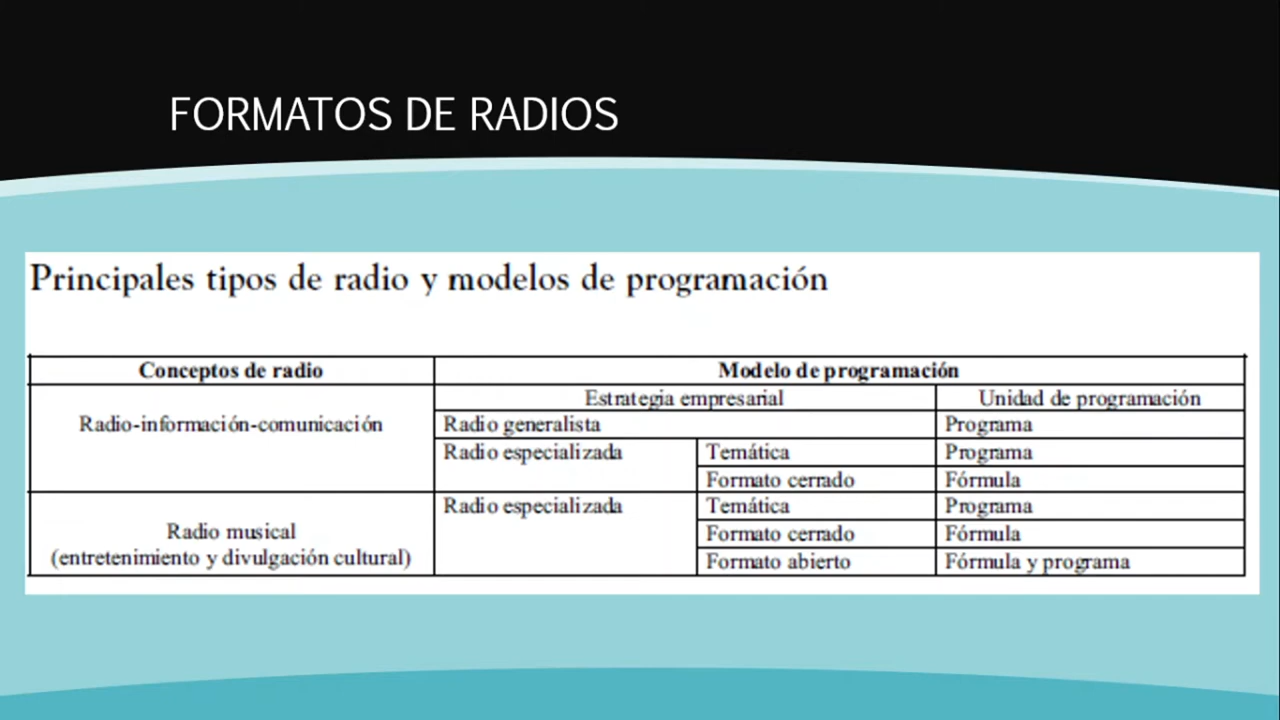 FORMATOS DE RADIOS
Principales tipos de radio y modelos de programación
Conceptos de radio Modelo de programación
Estrategia empresarial Unidad de programación
Radio-información-comunicación Radio generalista Programa
Radio especializada Temática Programa
Formato cerrado Fórmula
Radio especializada Temática Programa
Radio musical Formato cerrado Fórmula
(entretenimiento y divulgación cultural) Formato abierto Fórmula y programa